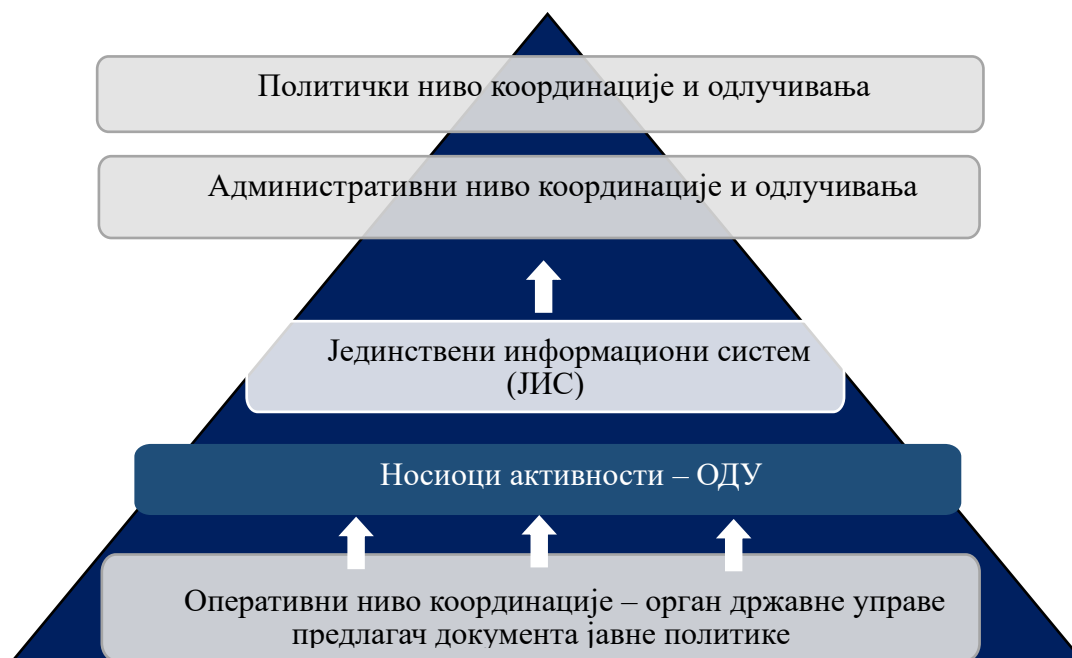 Политички ниво координације и одлучивања
Административни ниво координације и одлучивања
Јединствени информациони систем
(ЈИС)
Носиоци активности – ОДУ
Оперативни ниво координације – орган државне управе
предлагач документа јавне политике